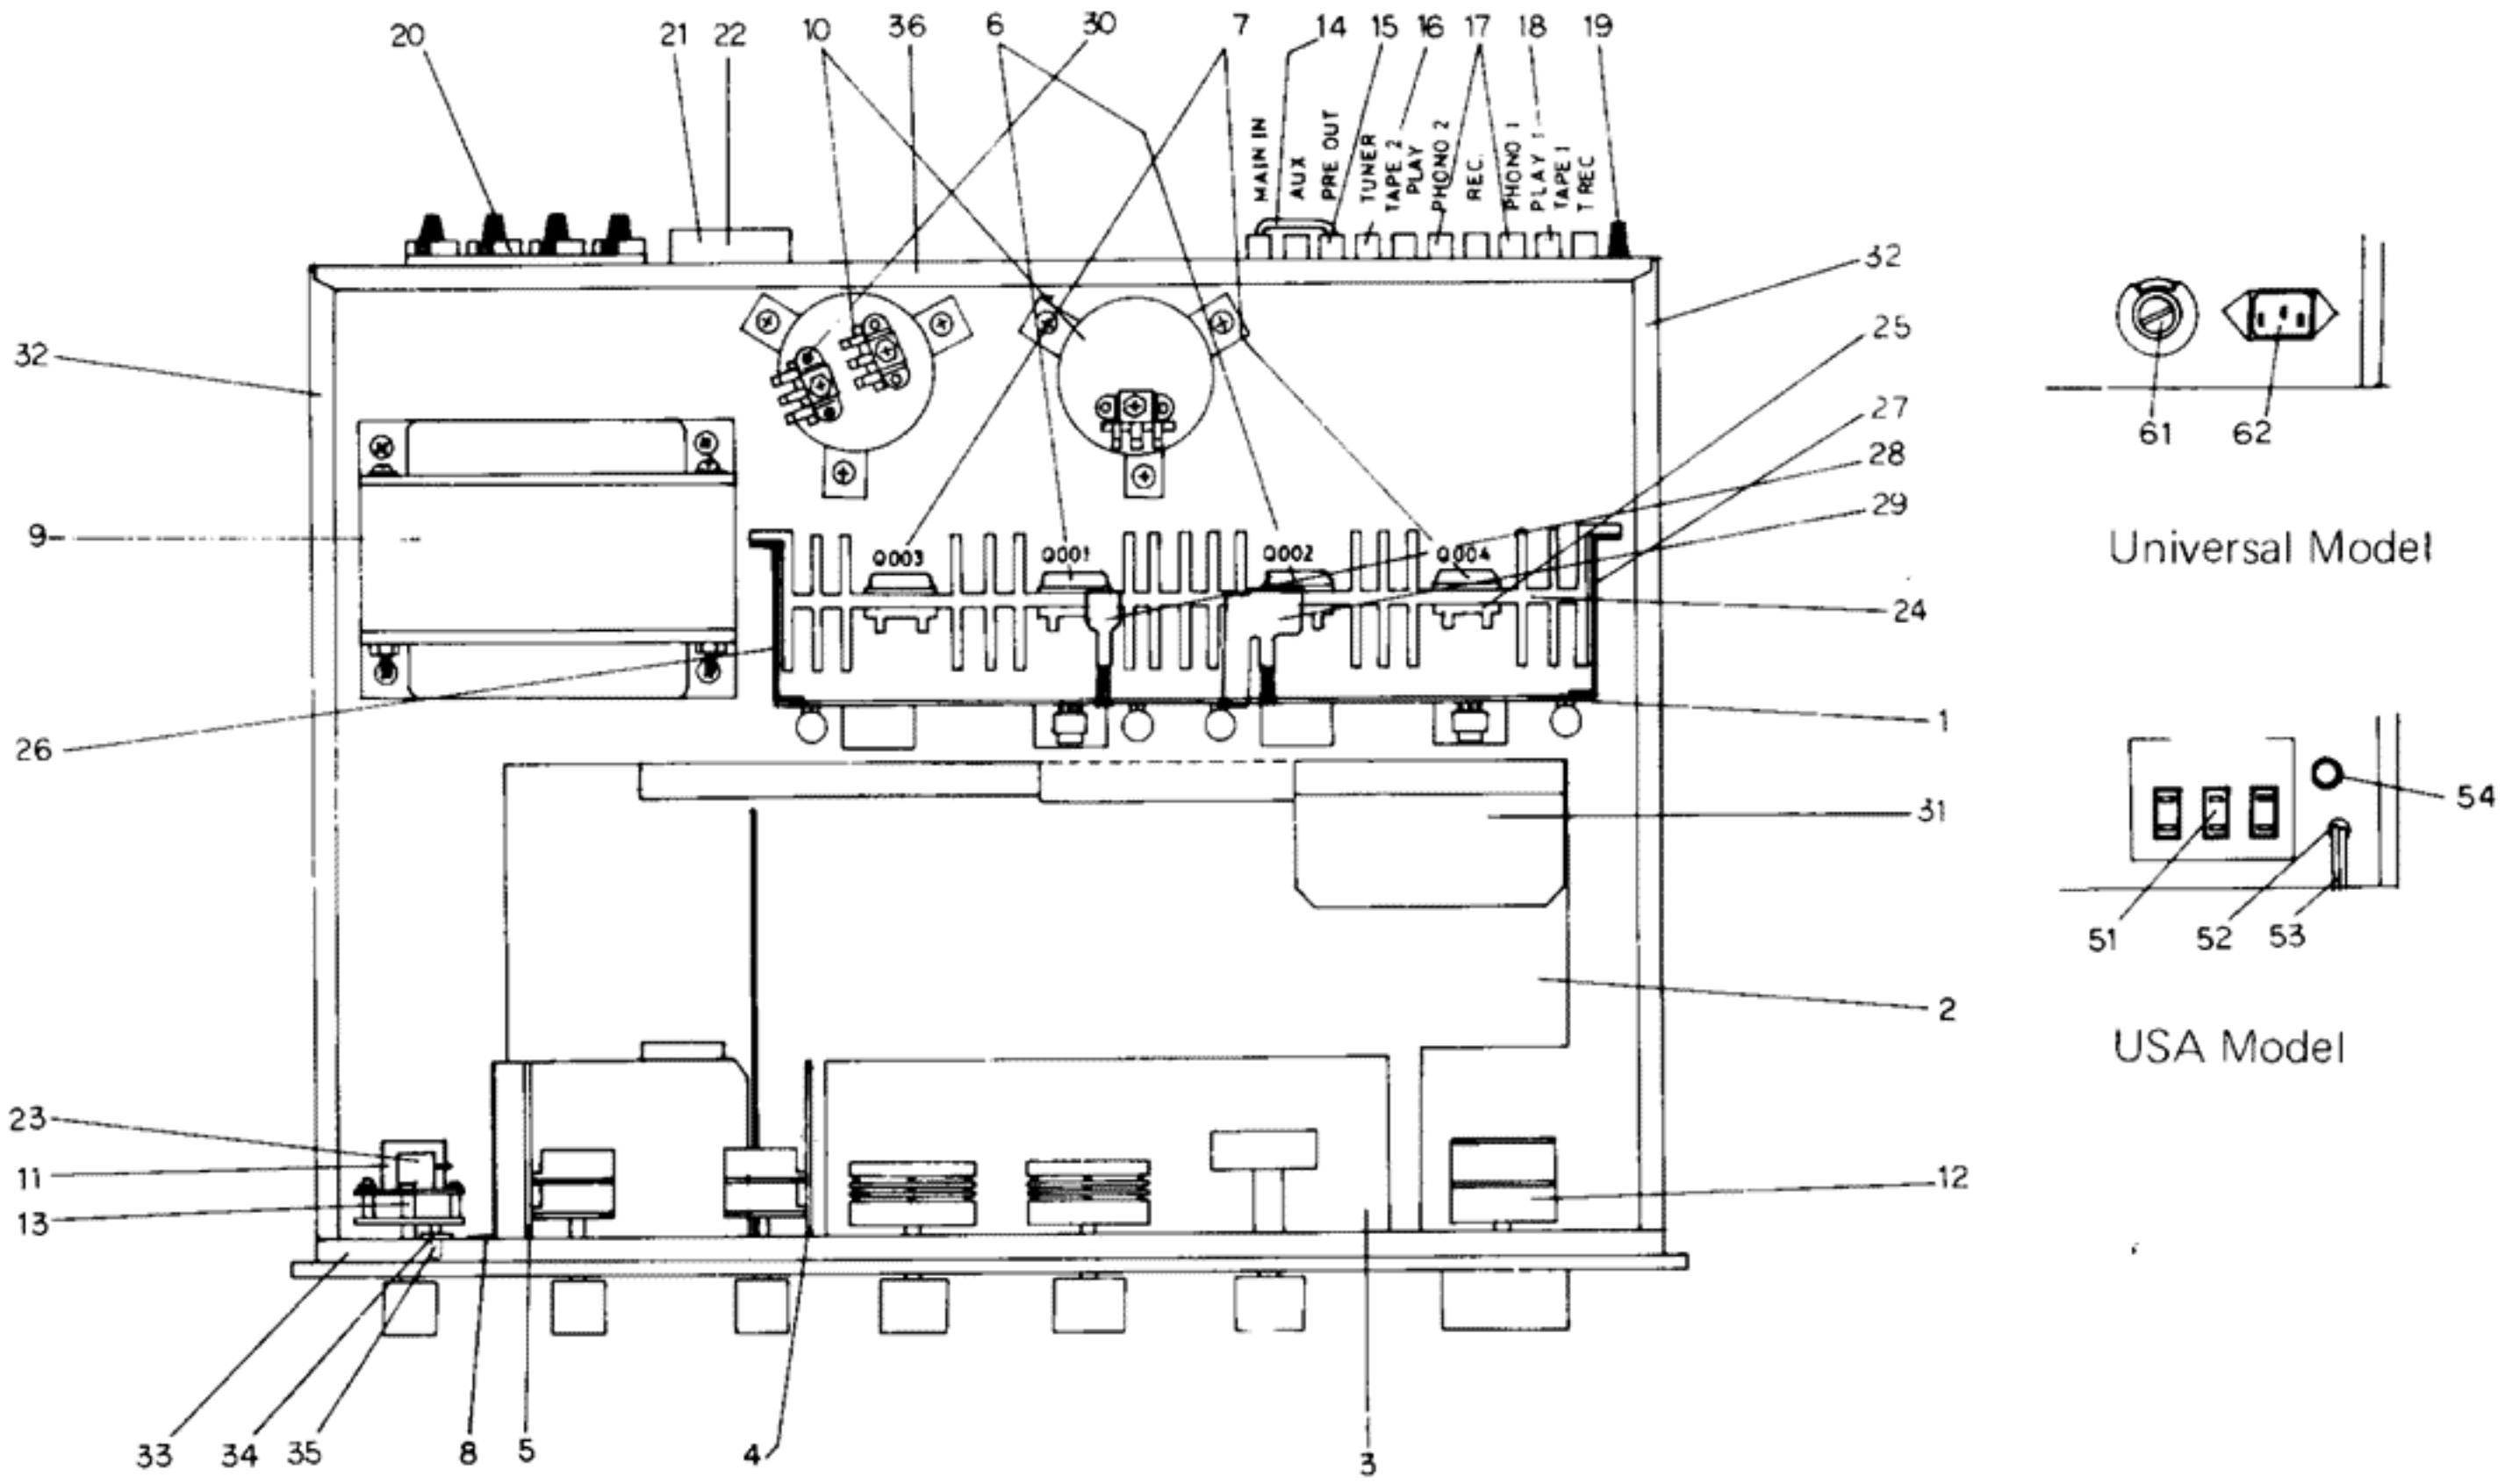 20 21 22 10 36 30 6 7 14 15 16 17 18 19
MAIN IN
AUX
PRE OUT
TUNER
TAPE 2
PLAY
PHONO 2
REC.
PHONO 1
PLAY
TAPE 1
REC
32
32
25
27
28
29
9
Q003 Q001 Q002 Q004
24
26
1
31
2
23
11
13
12
33 34 35 8 5 4 3
61 62
Universal Model
54
51 52 53
USA Model